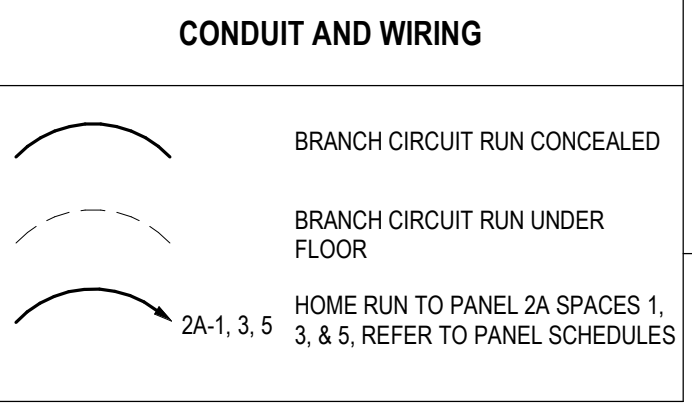 CONDUIT AND WIRING
BRANCH CIRCUIT RUN CONCEALED
BRANCH CIRCUIT RUN UNDER
FLOOR
2A-1, 3, 5
HOME RUN TO PANEL 2A SPACES 1,
3, & 5, REFER TO PANEL SCHEDULES